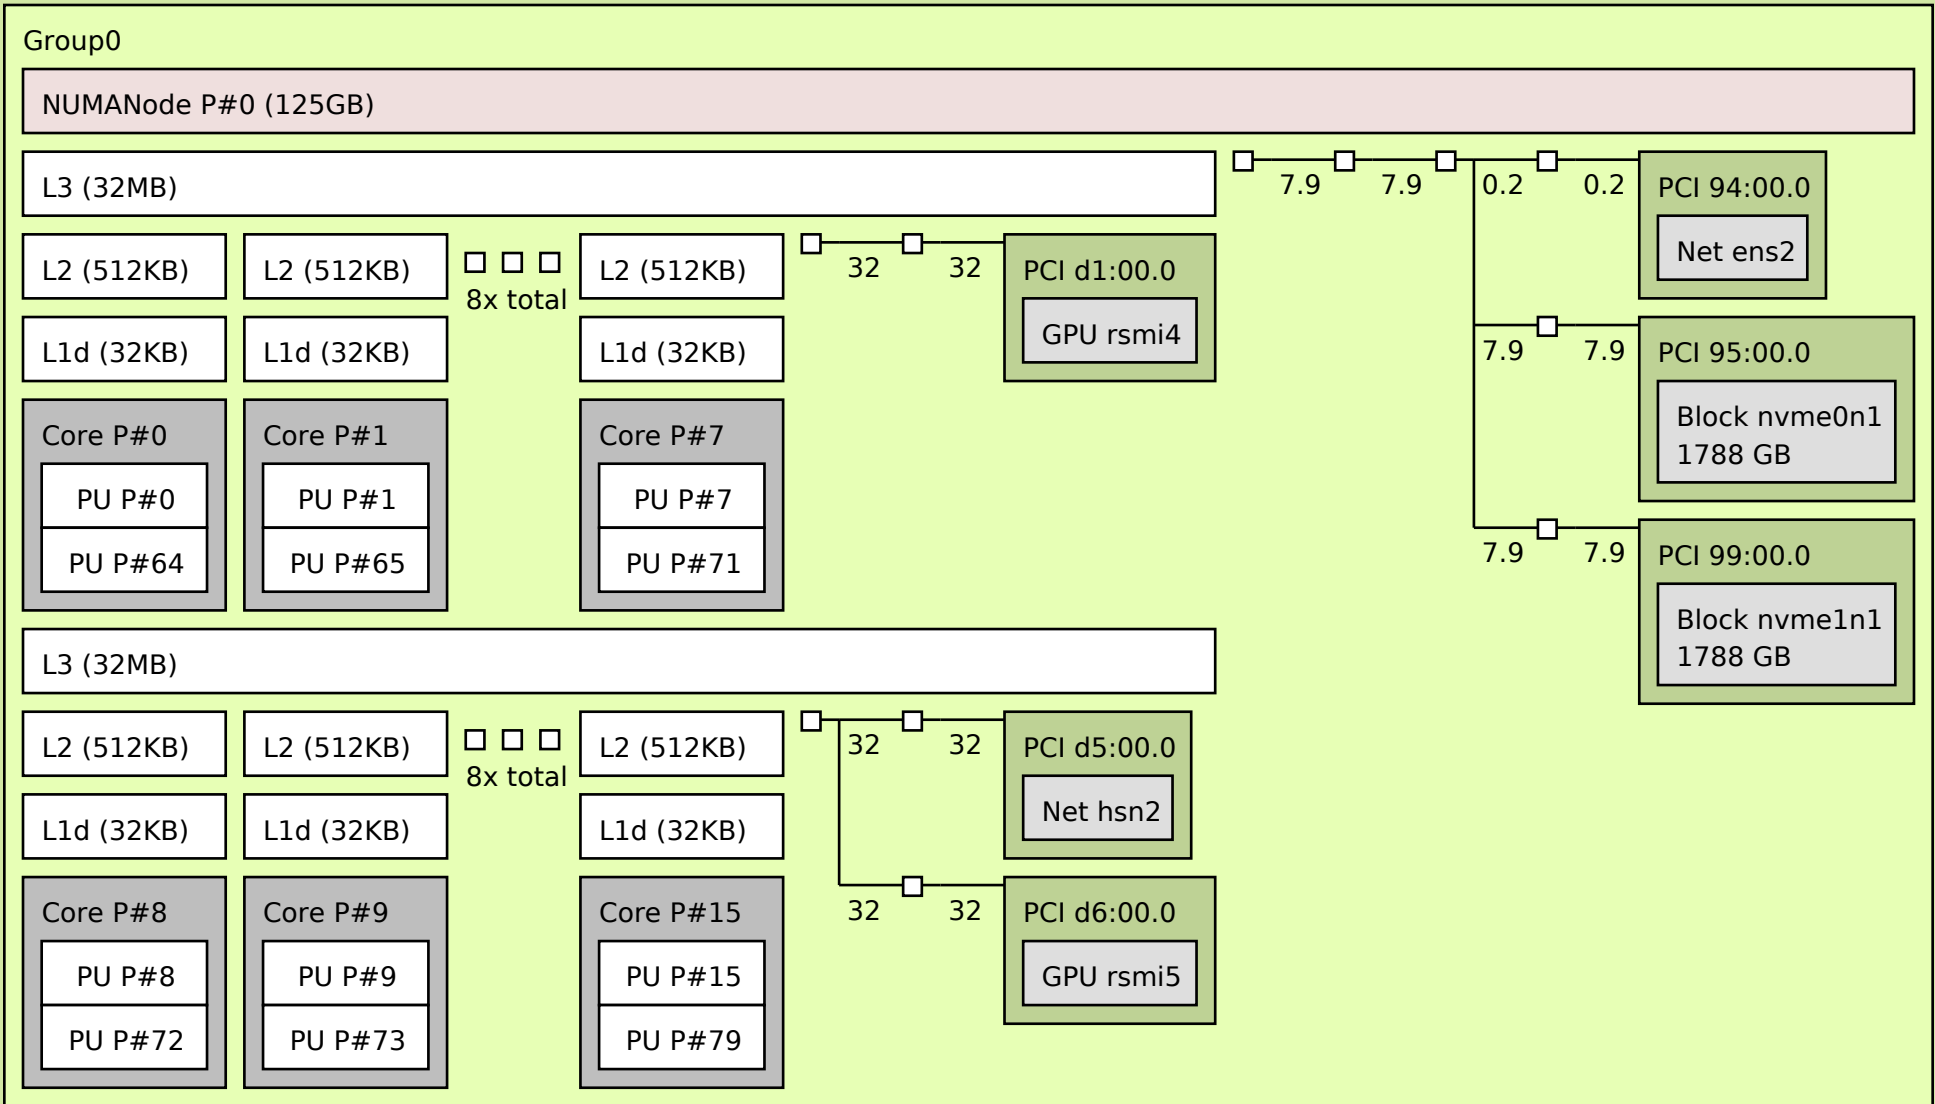 Group0
NUMANode P#0 (125GB)
L3 (32MB)
7.9 7.9 0.2 0.2
PCI 94:00.0
Net ens2
L2 (512KB) L2 (512KB) 8x total L2 (512KB)
32 32
PCI d1:00.0
GPU rsmi4
L1d (32KB) L1d (32KB) L1d (32KB)
7.9 7.9
PCI 95:00.0
Block nvme0n1
1788 GB
Core P#0 Core P#1 Core P#7
PU P#0 PU P#1 PU P#7
PU P#64 PU P#65 PU P#71
7.9 7.9
PCI 99:00.0
Block nvme1n1
1788 GB
L3 (32MB)
L2 (512KB) L2 (512KB) 8x total L2 (512KB)
32 32
PCI d5:00.0
Net hsn2
L1d (32KB) L1d (32KB) L1d (32KB)
32 32
PCI d6:00.0
GPU rsmi5
Core P#8 Core P#9 Core P#15
PU P#8 PU P#9 PU P#15
PU P#72 PU P#73 PU P#79